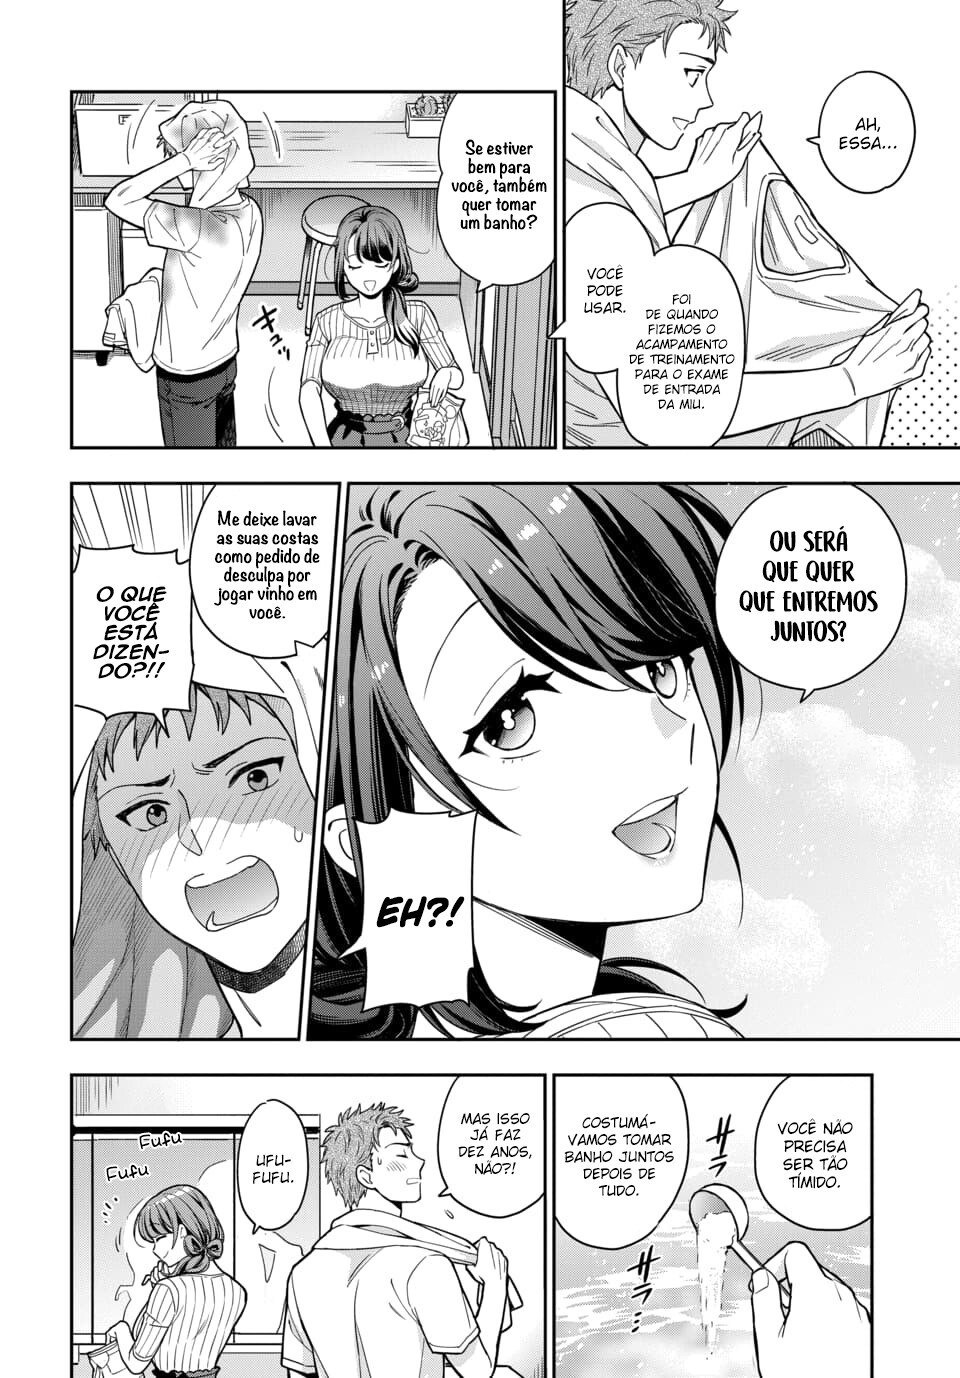 AH,
ESSA...
VOCÊ
PODE
USAR.
FOI
DE QUANDO
FIZEMOS O
ACAMPAMENTO
DE TREINAMENTO
PARA O EXAME
DE ENTRADA
DA MIU.
Se estiver
bem para
você, também
quer tomar
um banho?
キュッ
OU SERÁ
QUE QUER
QUE ENTREMOS
JUNTOS?
EH?!
Me deixe lavar
as suas costas
como pedido de
desculpa por
jogar vinho em
você.
O QUE
VOCÊ
ESTÁ
DIZEN-
DO?!!
VOCÊ NÃO
PRECISA
SER TÃO
TÍMIDO.
COSTUMÁ-
VAMOS TOMAR
BANHO JUNTOS
DEPOIS DE
TUDO.
MAS ISSO
JÁ FAZ
DEZ ANOS,
NÃO?!
UFU-
FUFU.
Fufu
Fufu